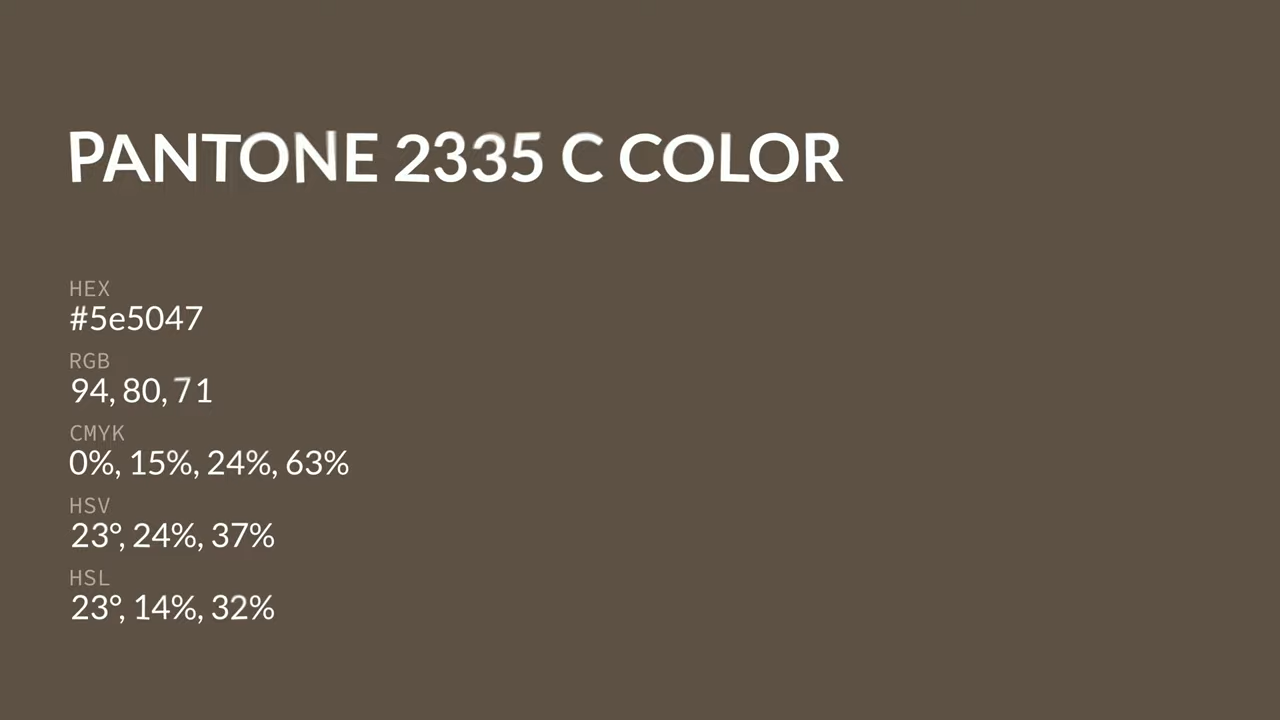 PANTONE 2335 C COLOR
HEX
#5e5047
RGB
94, 80, 71
CMYK
0%, 15%, 24%, 63%
HSV
23°, 24%, 37%
HSL
23°, 14%, 32%